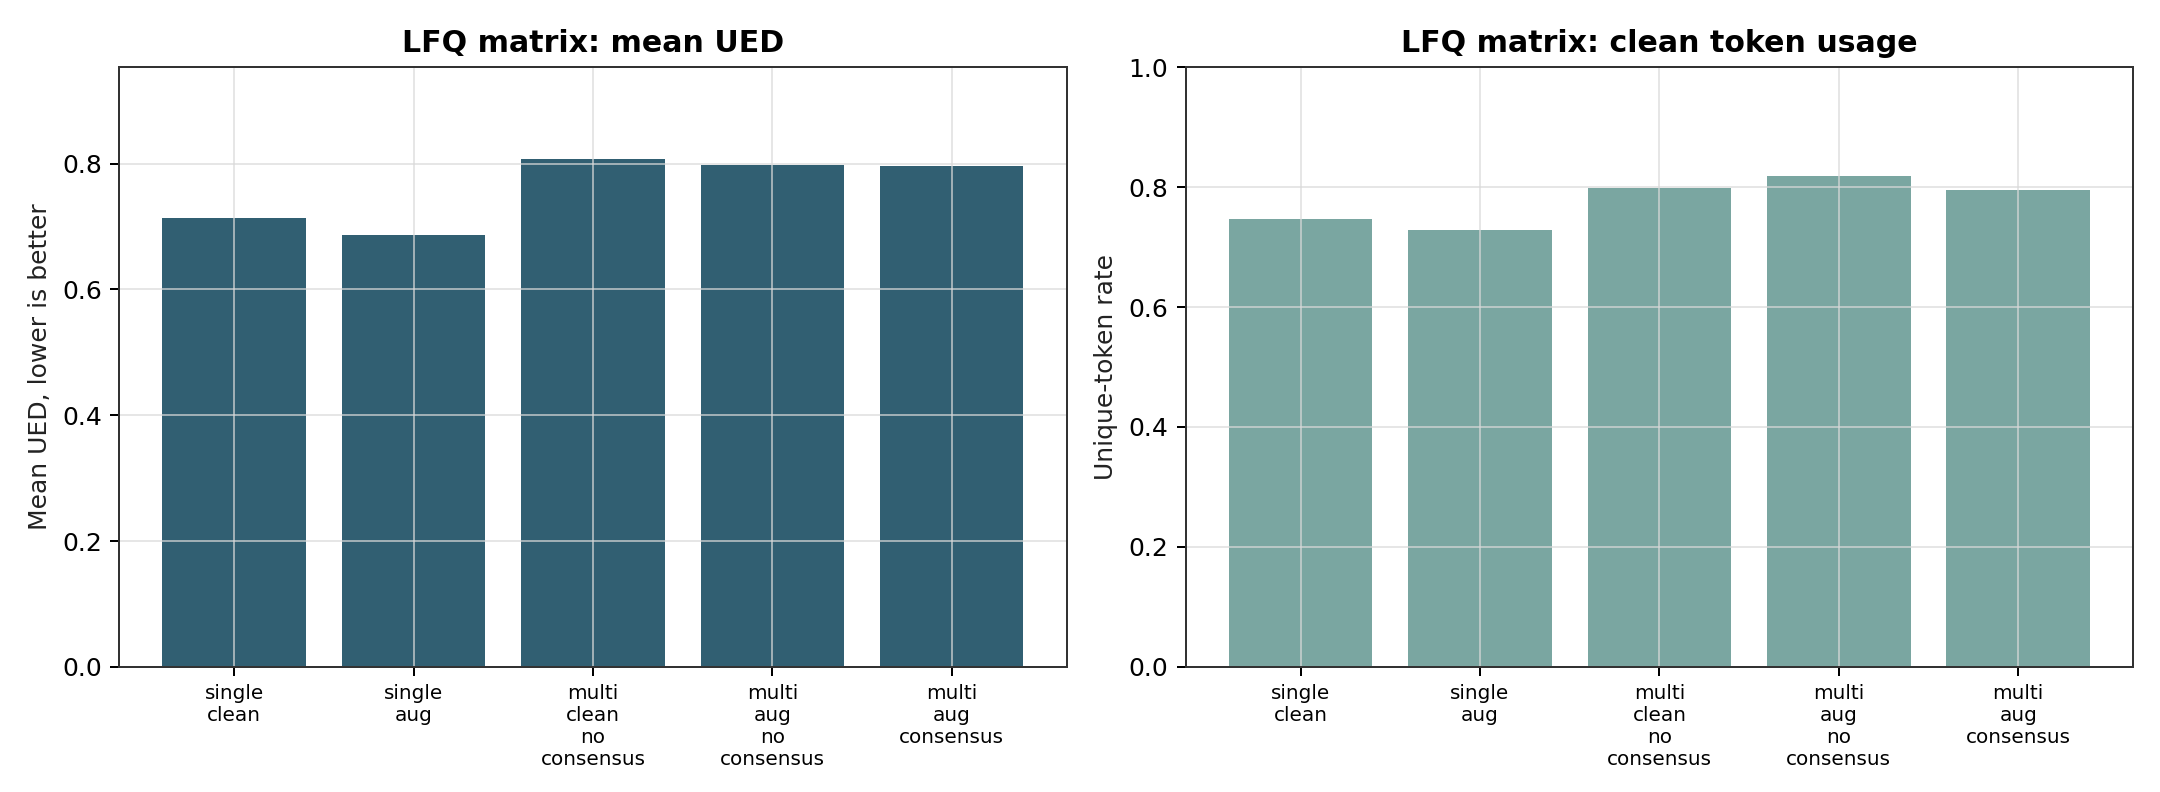 LFQ matrix: mean UED
Mean UED, lower is better
0.8
0.6
0.4
0.2
0.0
single
clean
single
aug
multi
clean
no
consensus
multi
aug
no
consensus
multi
aug
consensus
LFQ matrix: clean token usage
Unique-token rate
1.0
0.8
0.6
0.4
0.2
0.0
single
clean
single
aug
multi
clean
no
consensus
multi
aug
no
consensus
multi
aug
consensus